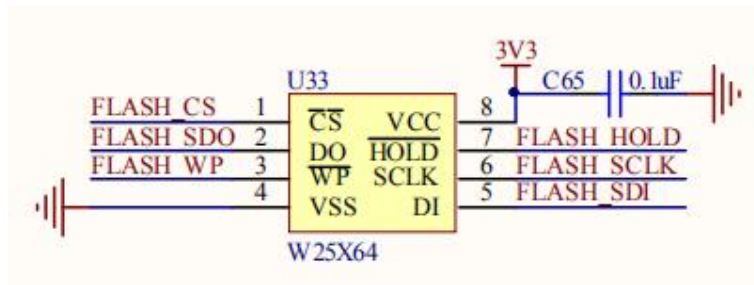 3V3
U33
C65
0.1uF
FLASH_CS 1 CS VCC 8
FLASH_SDO 2 DO HOLD 7 FLASH_HOLD
FLASH_WP 3 WP SCLK 6 FLASH_SCLK
4 VSS DI 5 FLASH_SDI
W25X64